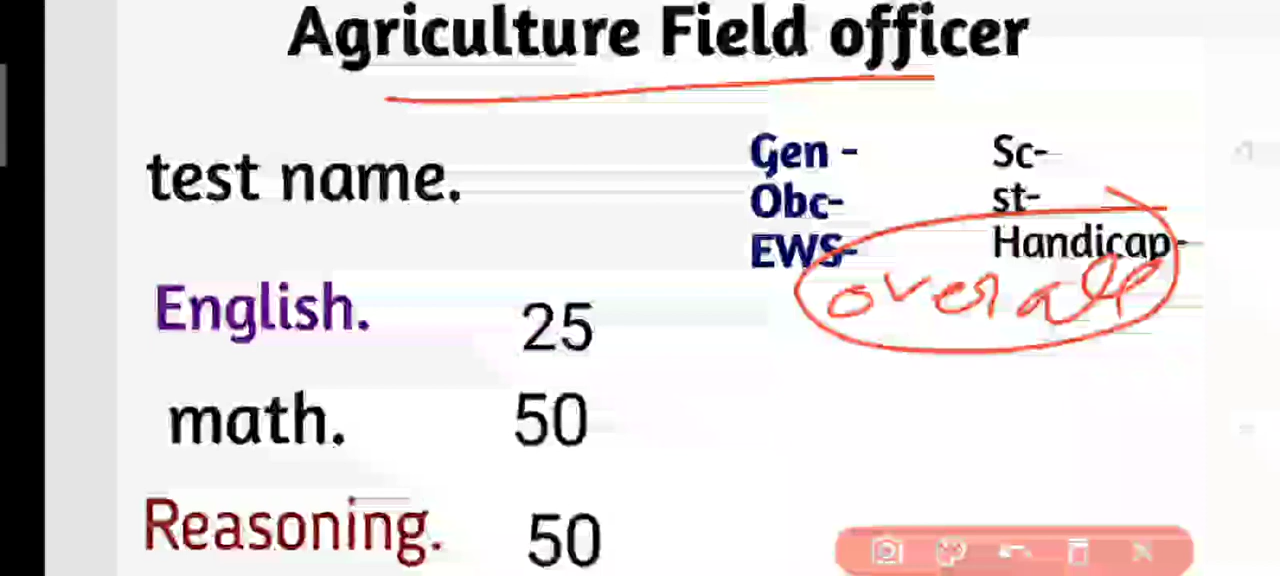 Agriculture Field officer
test name.
Gen - Sc-
Obc- st-
EWS- Handicap-
overall
English. 25
math. 50
Reasoning. 50